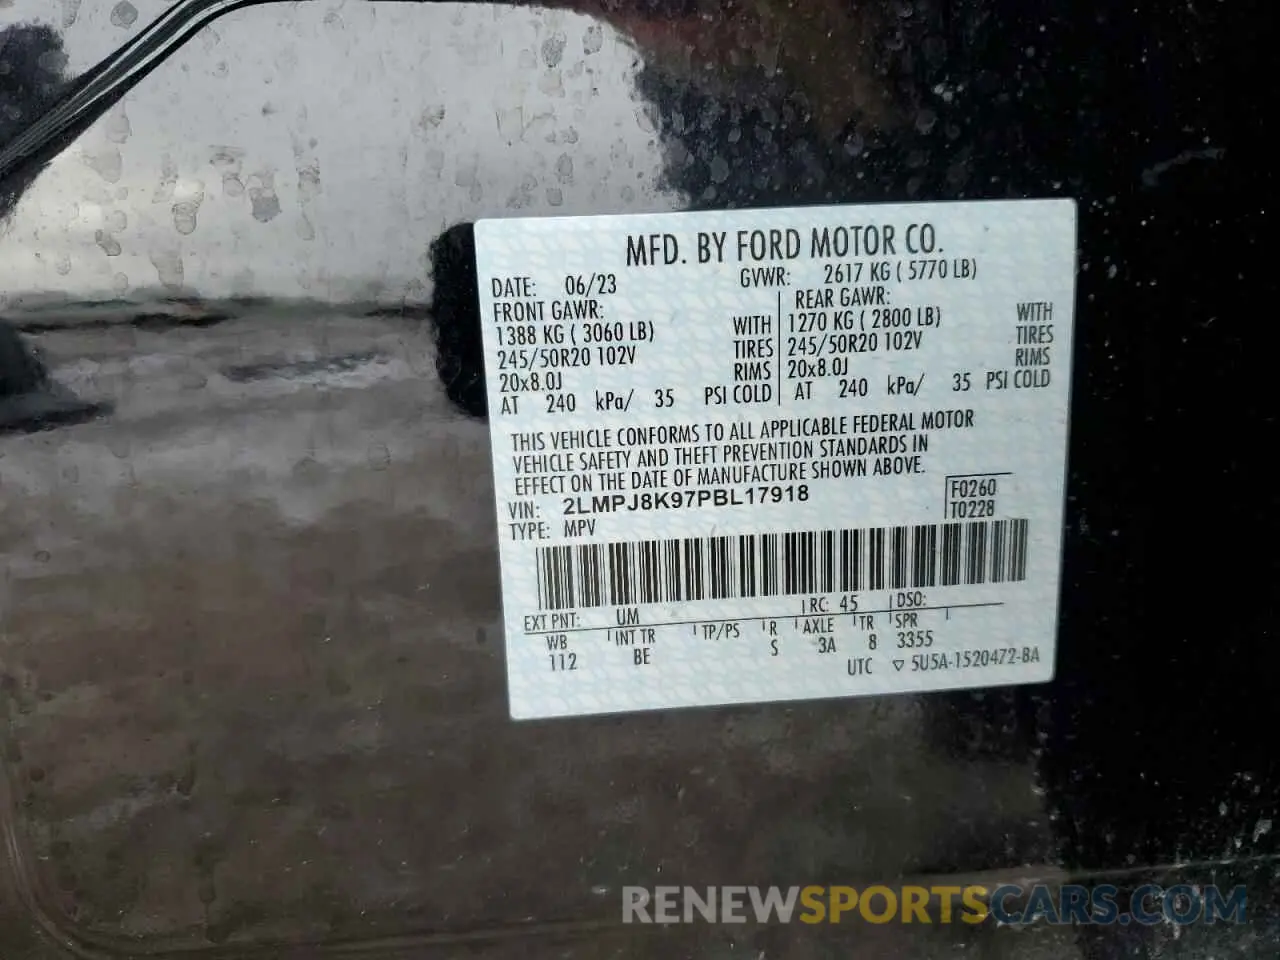 MFD. BY FORD MOTOR CO.
DATE: 06/23 GVWR: 2617 KG ( 5770 LB)
FRONT GAWR: REAR GAWR:
1388 KG ( 3060 LB) WITH 1270 KG ( 2800 LB) WITH
245/50R20 102V TIRES 245/50R20 102V TIRES
20x8.0J RIMS 20x8.0J RIMS
AT 240 kPa/ 35 PSI COLD AT 240 kPa/ 35 PSI COLD
THIS VEHICLE CONFORMS TO ALL APPLICABLE FEDERAL MOTOR
VEHICLE SAFETY AND THEFT PREVENTION STANDARDS IN
EFFECT ON THE DATE OF MANUFACTURE SHOWN ABOVE.
VIN: 2LMPJ8K97PBL17918 F0260
TYPE: MPV T0228
EXT PNT: UM RC: 45 DSO:
WB INT TR TP/PS R AXLE TR SPR
112 BE S 3A 8 3355
UTC ▽ 5U5A-1520472-BA
RENEWSPORTSCARS.COM